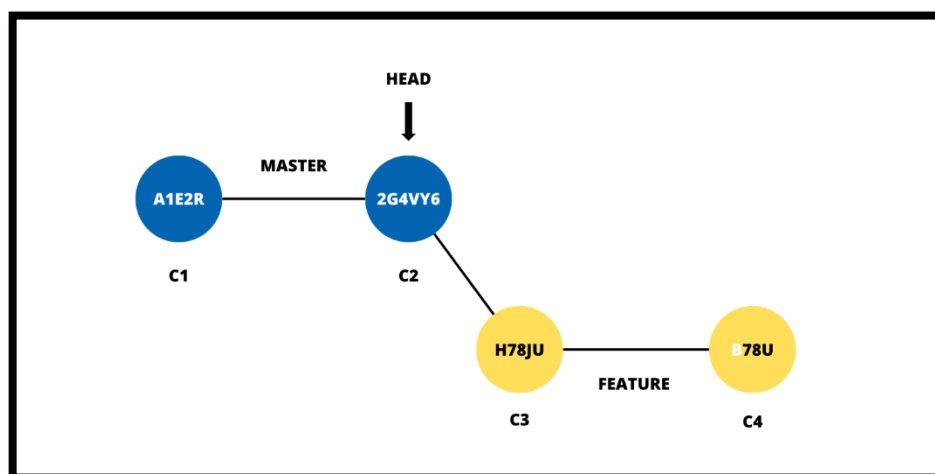 HEAD
MASTER
A1E2R
2G4VY6
C1
C2
H78JU
B78U
FEATURE
C3
C4